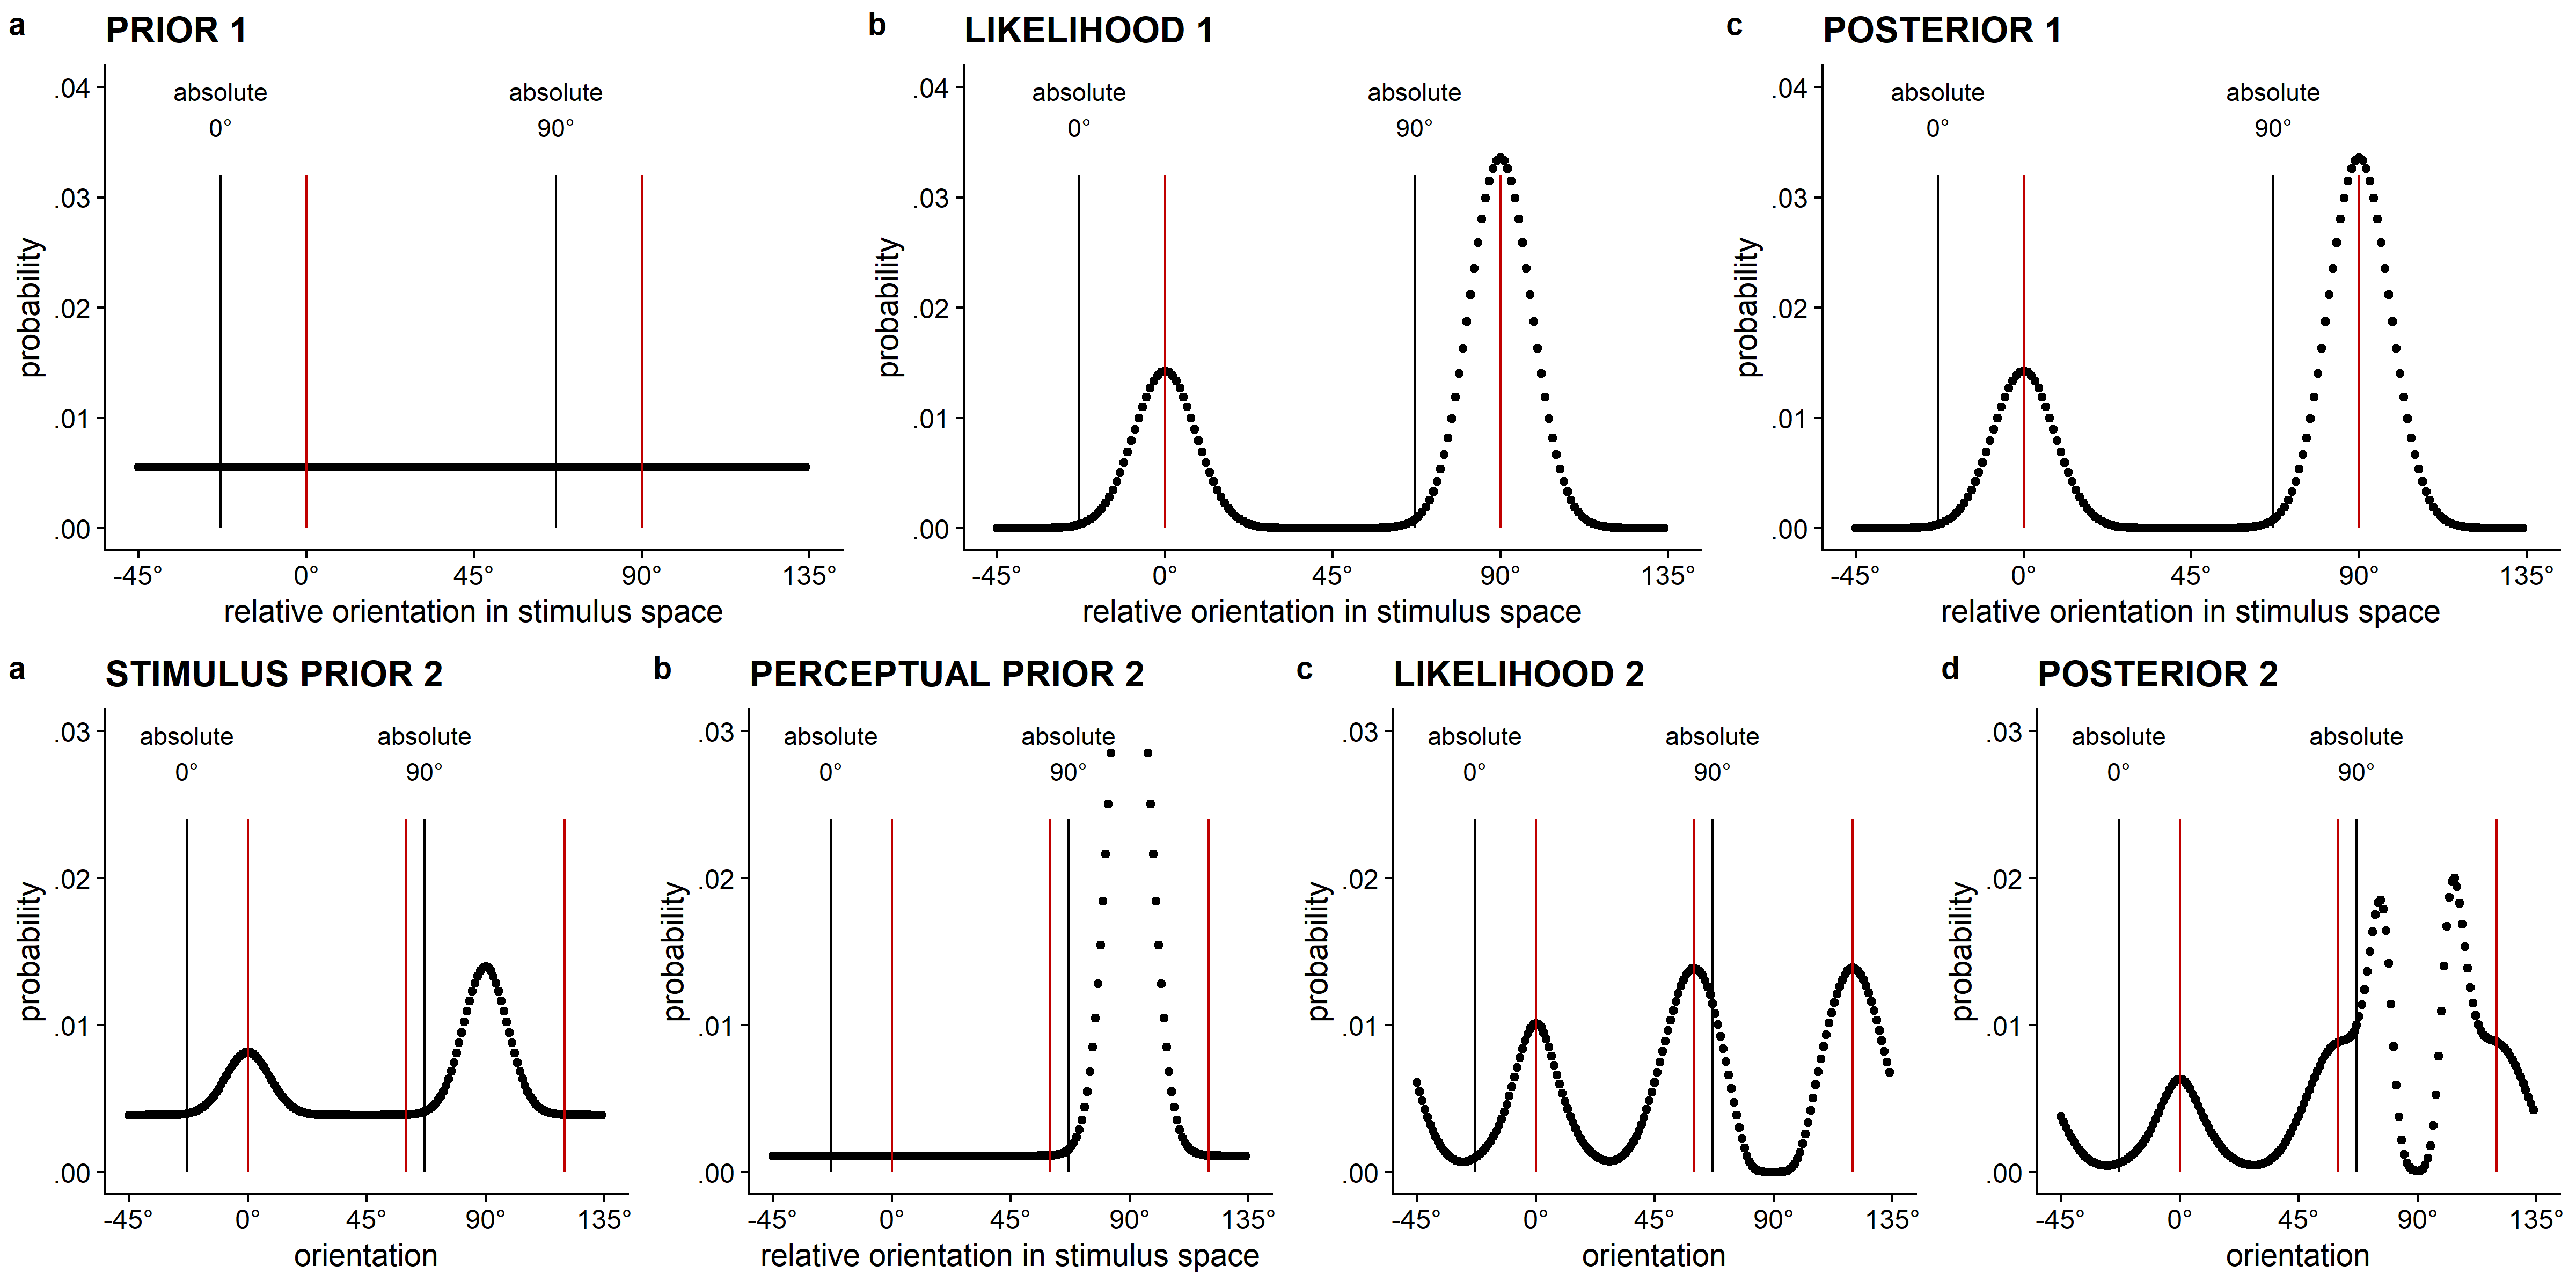 a PRIOR 1
.04
.03
.02
.01
.00
probability
absolute absolute
0° 90°
-45° 0° 45° 90° 135°
relative orientation in stimulus space
b LIKELIHOOD 1
.04
.03
.02
.01
.00
probability
absolute absolute
0° 90°
-45° 0° 45° 90° 135°
relative orientation in stimulus space
c POSTERIOR 1
.04
.03
.02
.01
.00
probability
absolute absolute
0° 90°
-45° 0° 45° 90° 135°
relative orientation in stimulus space
a STIMULUS PRIOR 2
.03
.02
.01
.00
probability
absolute absolute
0° 90°
-45° 0° 45° 90° 135°
orientation
b PERCEPTUAL PRIOR 2
.03
.02
.01
.00
probability
absolute absolute
0° 90°
-45° 0° 45° 90° 135°
relative orientation in stimulus space
c LIKELIHOOD 2
.03
.02
.01
.00
probability
absolute absolute
0° 90°
-45° 0° 45° 90° 135°
orientation
d POSTERIOR 2
.03
.02
.01
.00
probability
absolute absolute
0° 90°
-45° 0° 45° 90° 135°
orientation